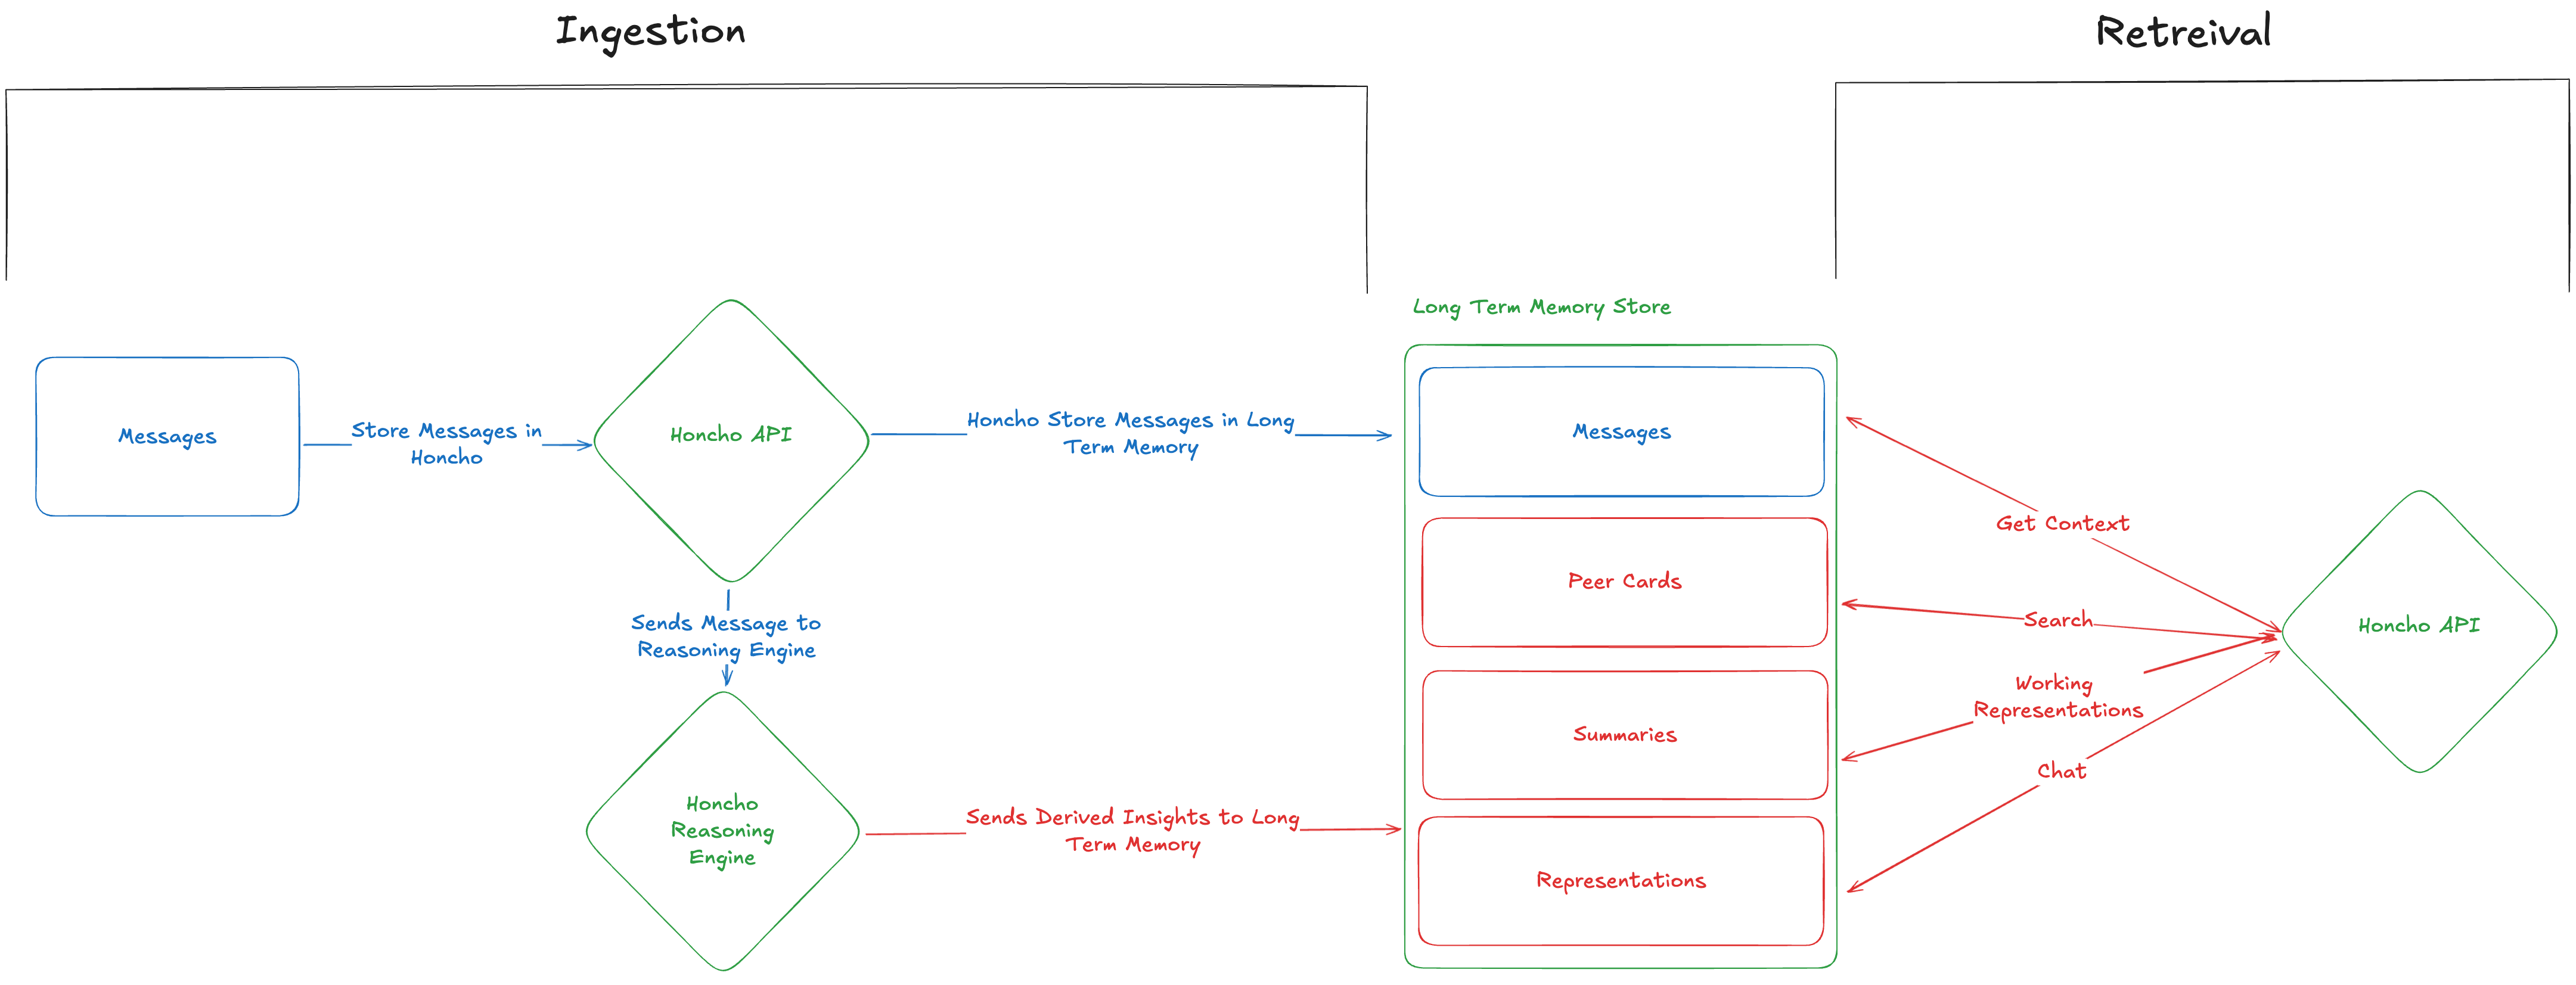 Ingestion
Retreival
Long Term Memory Store
Messages
Store Messages in
Honcho
Honcho API
Honcho Store Messages in Long
Term Memory
Messages
Sends Message to
Reasoning Engine
Honcho
Reasoning
Engine
Sends Derived Insights to Long
Term Memory
Peer Cards
Summaries
Representations
Get Context
Search
Working
Representations
Chat
Honcho API